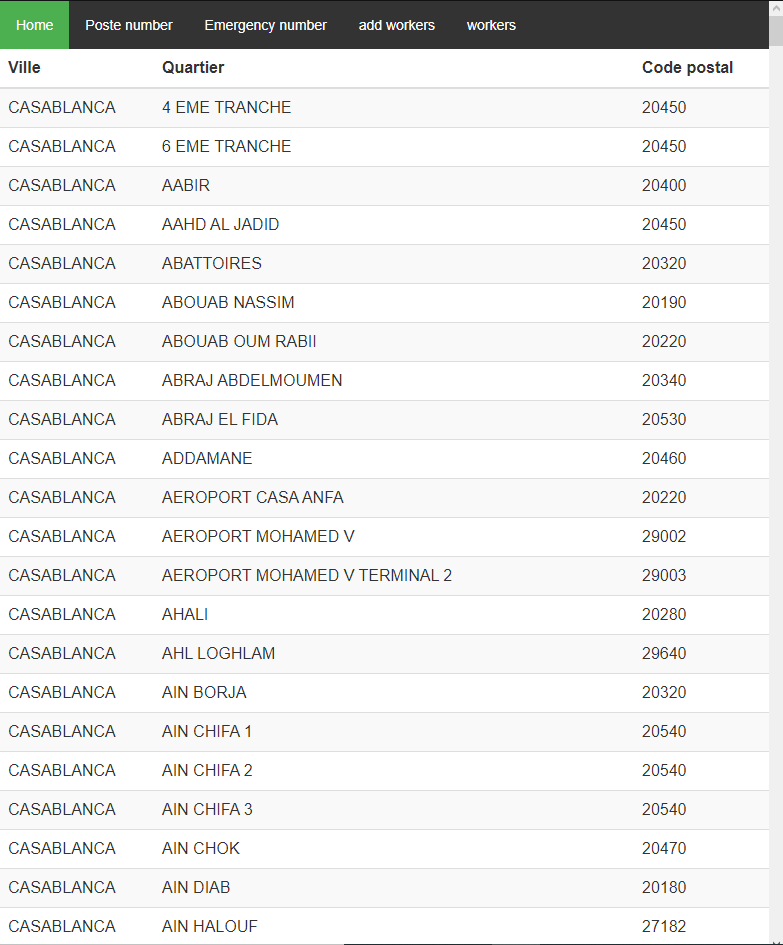 Home Poste number Emergency number add workers workers
Ville Quartier Code postal
CASABLANCA 4 EME TRANCHE 20450
CASABLANCA 6 EME TRANCHE 20450
CASABLANCA AABIR 20400
CASABLANCA AAHD AL JADID 20450
CASABLANCA ABATTOIRES 20320
CASABLANCA ABOUAB NASSIM 20190
CASABLANCA ABOUAB OUM RABII 20220
CASABLANCA ABRAJ ABDELMOUMEN 20340
CASABLANCA ABRAJ EL FIDA 20530
CASABLANCA ADDAMANE 20460
CASABLANCA AEROPORT CASA ANFA 20220
CASABLANCA AEROPORT MOHAMED V 29002
CASABLANCA AEROPORT MOHAMED V TERMINAL 2 29003
CASABLANCA AHALI 20280
CASABLANCA AHL LOGHLAM 29640
CASABLANCA AIN BORJA 20320
CASABLANCA AIN CHIFA 1 20540
CASABLANCA AIN CHIFA 2 20540
CASABLANCA AIN CHIFA 3 20540
CASABLANCA AIN CHOK 20470
CASABLANCA AIN DIAB 20180
CASABLANCA AIN HALOUF 27182